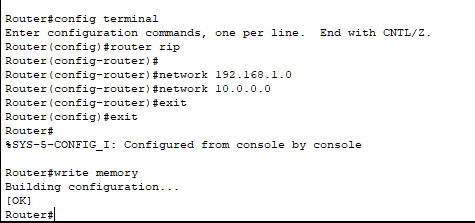 Router#config terminal
Enter configuration commands, one per line.  End with CNTL/Z.
Router(config)#router rip
Router(config-router)#
Router(config-router)#network 192.168.1.0
Router(config-router)#network 10.0.0.0
Router(config-router)#exit
Router(config)#exit
Router#
%SYS-5-CONFIG_I: Configured from console by console

Router#write memory
Building configuration...
[OK]
Router#